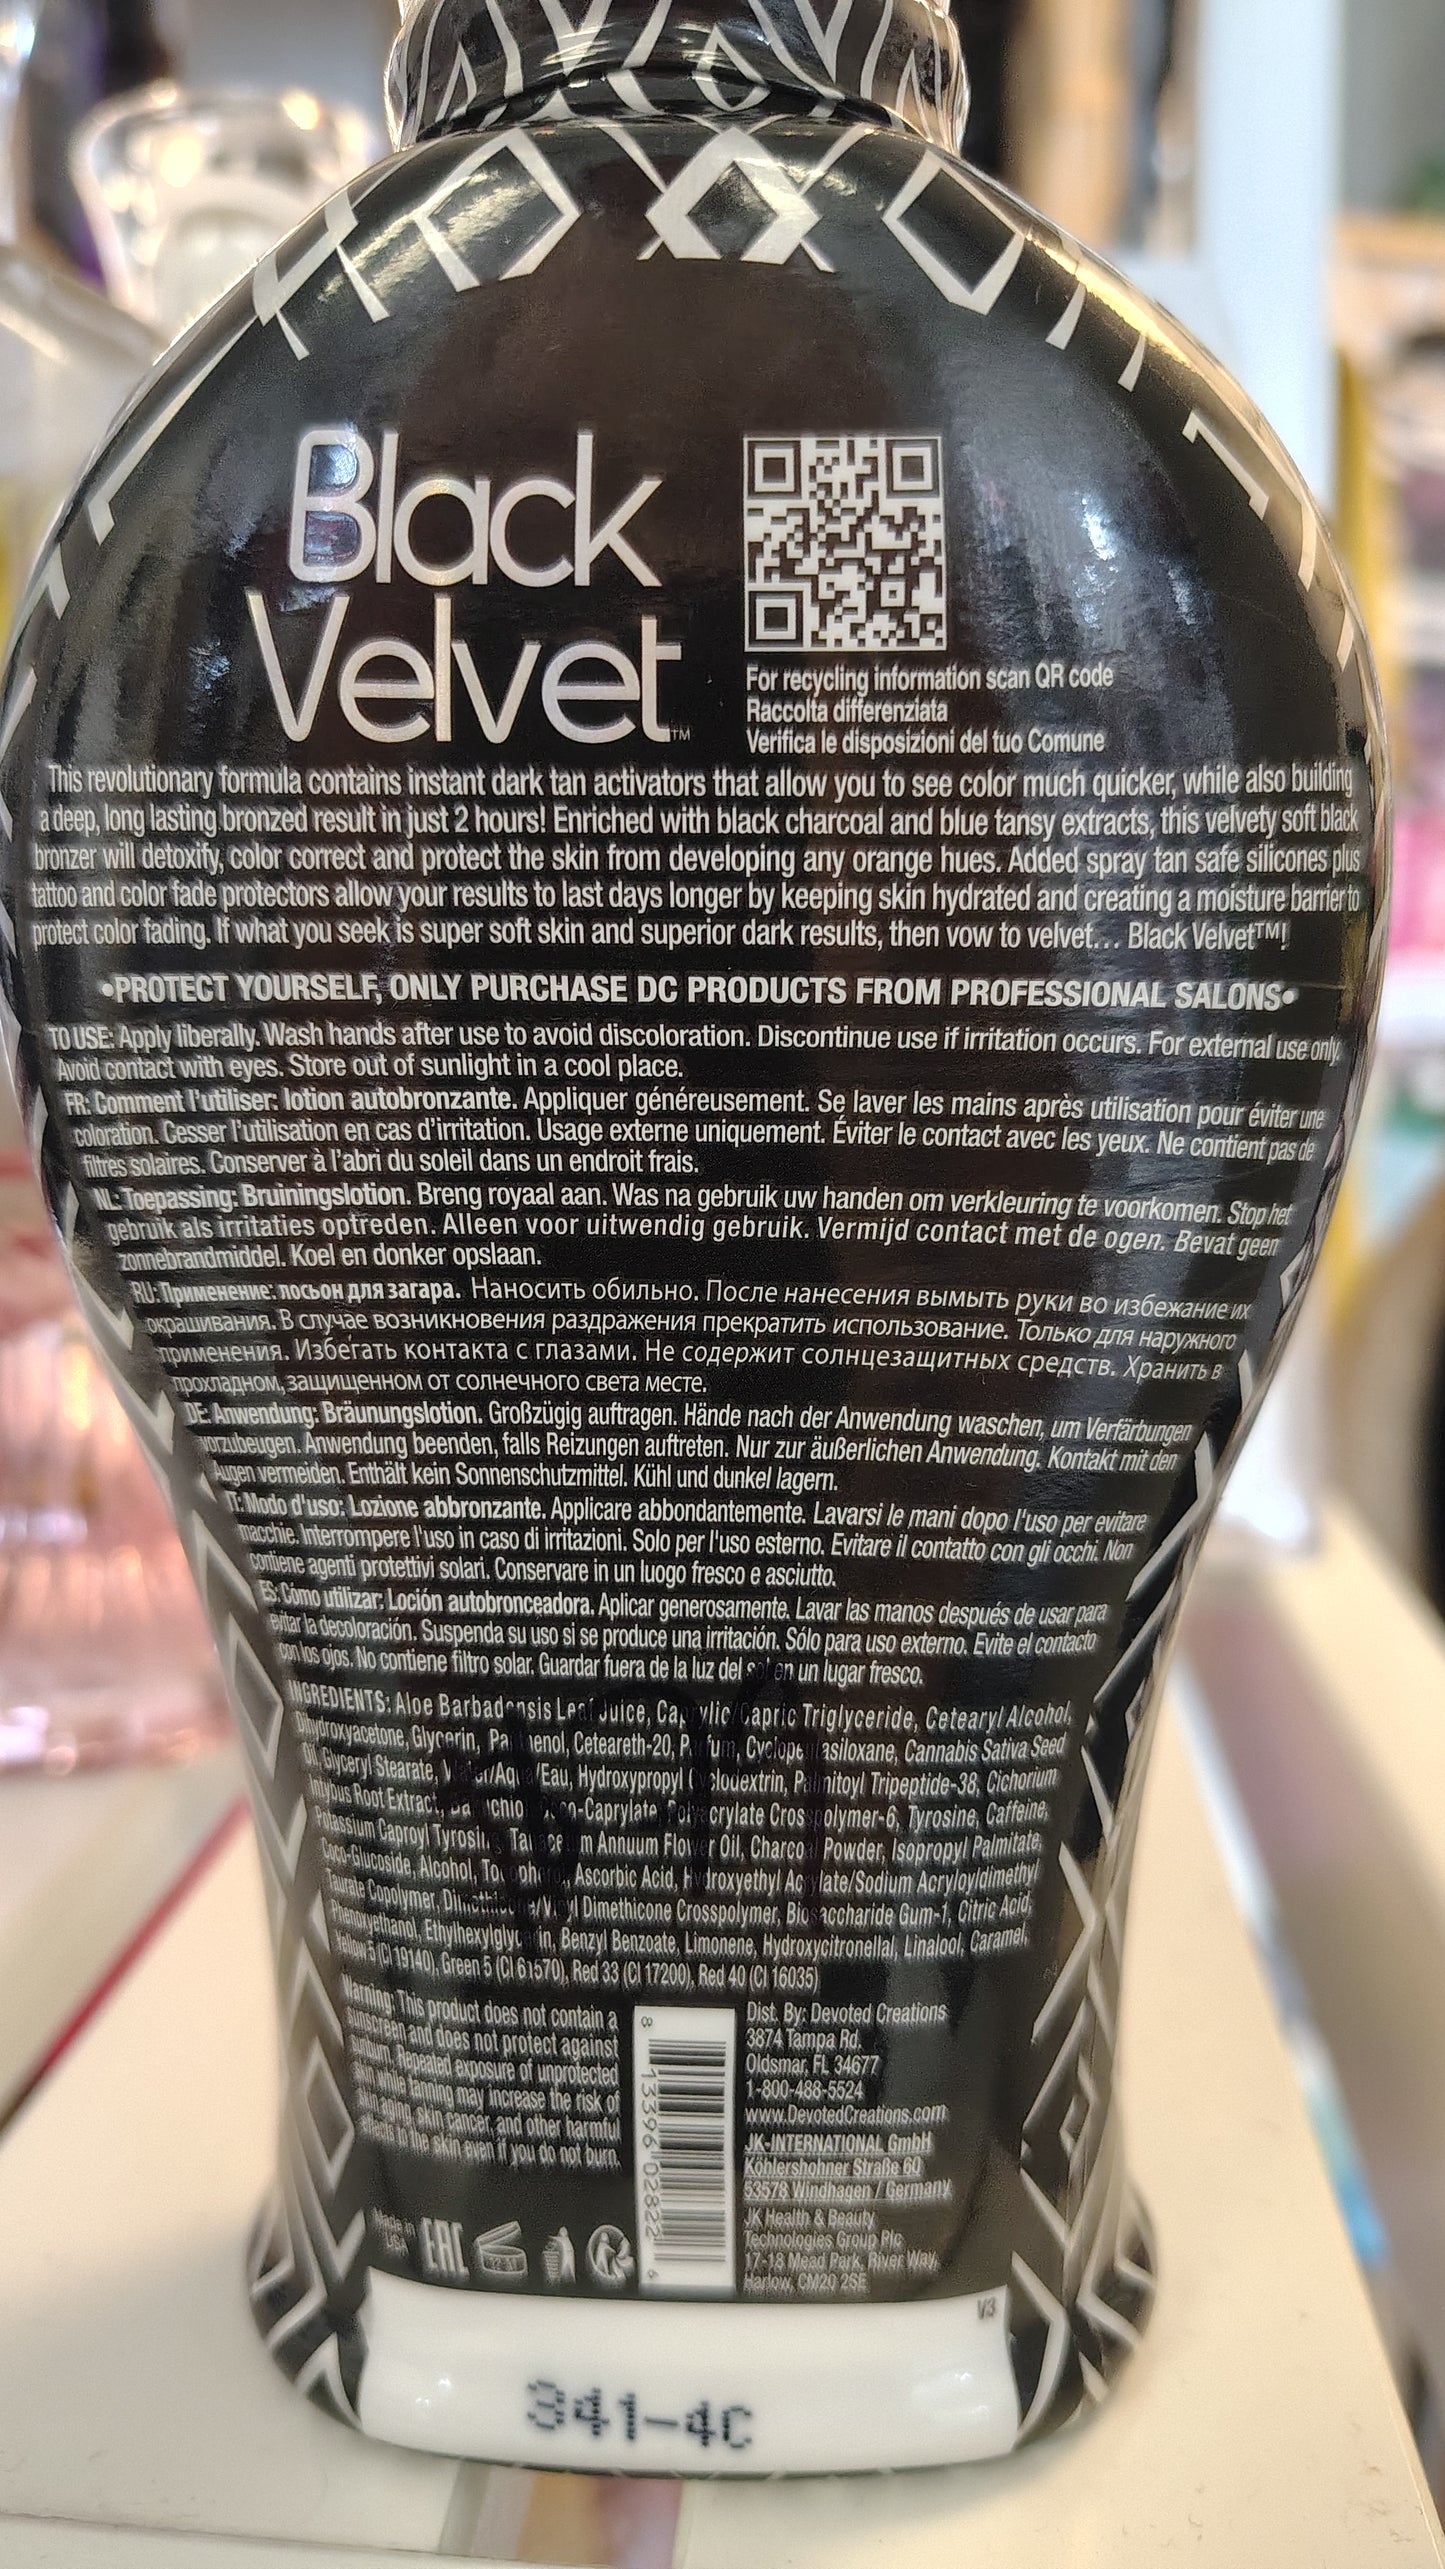 Black
Velvet™
For recycling information scan QR code
Raccolta differenziata
Verifica le disposizioni del tuo Comune
This revolutionary formula contains instant dark tan activators that allow you to see color much quicker, while also building
a deep, long lasting bronzed result in just 2 hours! Enriched with black charcoal and blue tansy extracts, this velvety soft black
bronzer will detoxify, color correct and protect the skin from developing any orange hues. Added spray tan safe silicones plus
tattoo and color fade protectors allow your results to last days longer by keeping skin hydrated and creating a moisture barrier to
protect color fading. If what you seek is super soft skin and superior dark results, then vow to velvet... Black Velvet™!
•PROTECT YOURSELF, ONLY PURCHASE DC PRODUCTS FROM PROFESSIONAL SALONS•
TO USE: Apply liberally. Wash hands after use to avoid discoloration. Discontinue use if irritation occurs. For external use only.
Avoid contact with eyes. Store out of sunlight in a cool place.
FR: Comment l'utiliser: lotion autobronzante. Appliquer généreusement. Se laver les mains après utilisation pour éviter une
coloration. Cesser l'utilisation en cas d'irritation. Usage externe uniquement. Éviter le contact avec les yeux. Ne contient pas de
filtres solaires. Conserver à l'abri du soleil dans un endroit frais.
NL: Toepassing: Bruiningslotion. Breng royaal aan. Was na gebruik uw handen om verkleuring te voorkomen. Stop het
gebruik als irritaties optreden. Alleen voor uitwendig gebruik. Vermijd contact met de ogen. Bevat geen
zonnebrandmiddel. Koel en donker opslaan.
RU: Применение: лосьон для загара. Наносить обильно. После нанесения вымыть руки во избежание их
окрашивания. В случае возникновения раздражения прекратить использование. Только для наружного
применения. Избегать контакта с глазами. Не содержит солнцезащитных средств. Хранить в
прохладном, защищенном от солнечного света месте.
DE: Anwendung: Bräunungslotion. Großzügig auftragen. Hände nach der Anwendung waschen, um Verfärbungen
vorzubeugen. Anwendung beenden, falls Reizungen auftreten. Nur zur äußerlichen Anwendung. Kontakt mit den
Augen vermeiden. Enthält kein Sonnenschutzmittel. Kühl und dunkel lagern.
IT: Modo d'uso: Lozione abbronzante. Applicare abbondantemente. Lavarsi le mani dopo l'uso per evitare
macchie. Interrompere l'uso in caso di irritazioni. Solo per l'uso esterno. Evitare il contatto con gli occhi. Non
contiene agenti protettivi solari. Conservare in un luogo fresco e asciutto.
ES: Cómo utilizar: Loción autobronceadora. Aplicar generosamente. Lavar las manos después de usar para
evitar la decoloración. Suspenda su uso si se produce una irritación. Sólo para uso externo. Evite el contacto
con los ojos. No contiene filtro solar. Guardar fuera de la luz del sol en un lugar fresco.
INGREDIENTS: Aloe Barbadensis Leaf Juice, Caprylic/Capric Triglyceride, Cetearyl Alcohol,
Dihydroxyacetone, Glycerin, Panthenol, Ceteareth-20, Parfum, Cyclopentasiloxane, Cannabis Sativa Seed
Oil, Glyceryl Stearate, Water/Aqua/Eau, Hydroxypropyl Cyclodextrin, Palmitoyl Tripeptide-38, Cichorium
Intybus Root Extract, Polyacrylate Crosspolymer-6, Tyrosine, Caffeine,
Potassium Caproyl Tyrosine, Tanacetum Annuum Flower Oil, Charcoal Powder, Isopropyl Palmitate,
Coco-Glucoside, Alcohol, Tocopherol, Ascorbic Acid, Hydroxyethyl Acrylate/Sodium Acryloyldimethyl
Taurate Copolymer, Dimethicone/Vinyl Dimethicone Crosspolymer, Biosaccharide Gum-1, Citric Acid,
Phenoxyethanol, Ethylhexylglycerin, Benzyl Benzoate, Limonene, Hydroxycitronellal, Linalool, Caramel,
Yellow 5 (CI 19140), Green 5 (CI 61570), Red 33 (CI 17200), Red 40 (CI 16035)
Warning: This product does not contain a
sunscreen and does not protect against
sunburn. Repeated exposure of unprotected
skin while tanning may increase the risk of
skin aging, skin cancer, and other harmful
effects to the skin even if you do not burn.
Made in
USA
EAC
8 13396 02822 6
Dist. By: Devoted Creations
3874 Tampa Rd.
Oldsmar, FL 34677
1-800-488-5524
www.DevotedCreations.com
JK-INTERNATIONAL GmbH
Köhlershohner Straße 60
53578 Windhagen / Germany
JK Health & Beauty
Technologies Group Plc
17-18 Mead Park, River Way,
Harlow, CM20 2SE
V3
341-4C